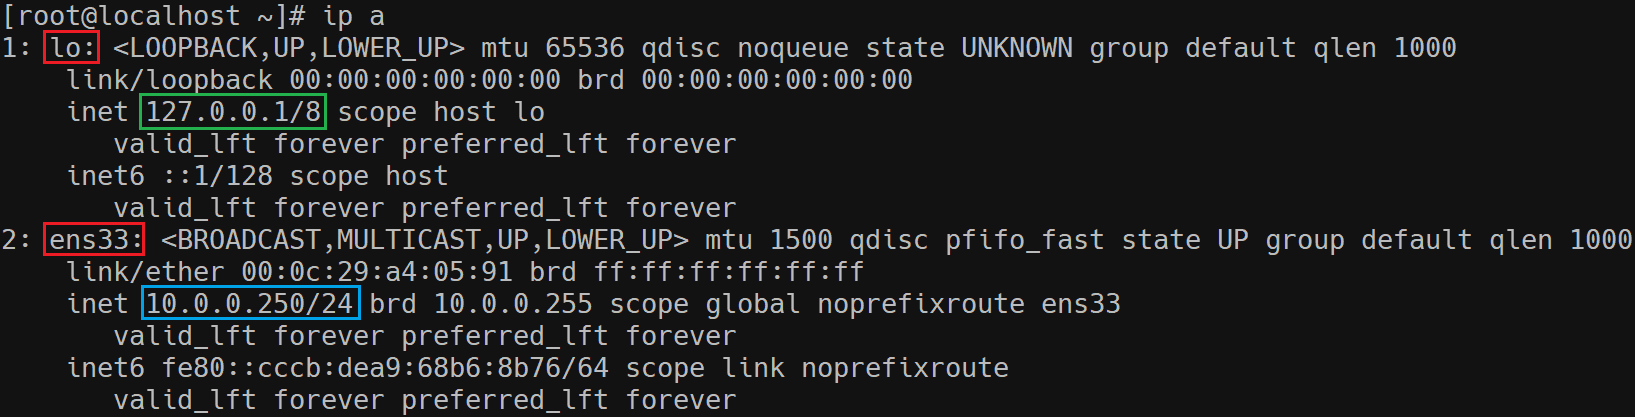 [root@localhost ~]# ip a
1: lo: <LOOPBACK,UP,LOWER_UP> mtu 65536 qdisc noqueue state UNKNOWN group default qlen 1000
    link/loopback 00:00:00:00:00:00 brd 00:00:00:00:00:00
    inet 127.0.0.1/8 scope host lo
       valid_lft forever preferred_lft forever
    inet6 ::1/128 scope host
       valid_lft forever preferred_lft forever
2: ens33: <BROADCAST,MULTICAST,UP,LOWER_UP> mtu 1500 qdisc pfifo_fast state UP group default qlen 1000
    link/ether 00:0c:29:a4:05:91 brd ff:ff:ff:ff:ff:ff
    inet 10.0.0.250/24 brd 10.0.0.255 scope global noprefixroute ens33
       valid_lft forever preferred_lft forever
    inet6 fe80::cccb:dea9:68b6:8b76/64 scope link noprefixroute
       valid_lft forever preferred_lft forever